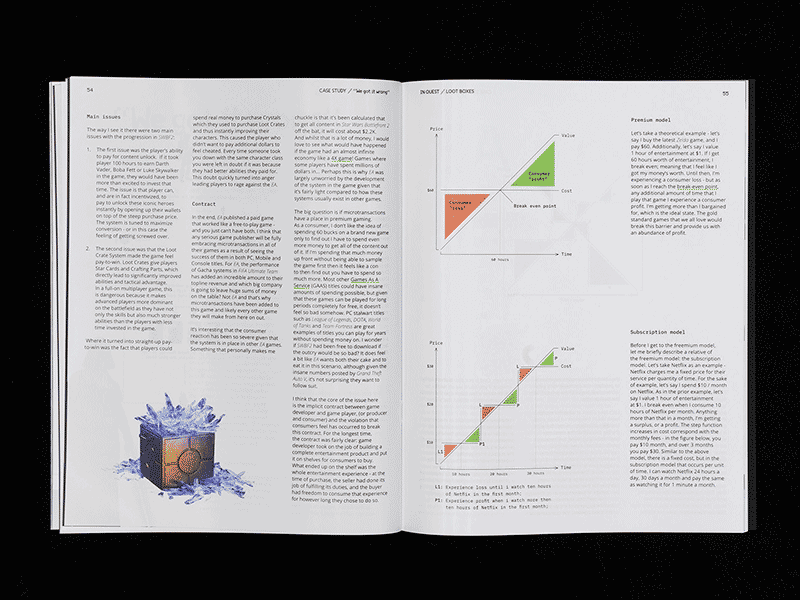 54
CASE STUDY / "We got it wrong"
Main issues
The way I see it there were two main
issues with the progression in SWBF2:
1. The first issue was the player's ability
to pay for content unlock. If it took
player 100 hours to earn Darth
Vader, Boba Fett or Luke Skywalker
in the game, they would have been
more than excited to invest that
time. The issue is that player can,
and are in fact incentivized, to
pay to unlock these iconic heroes
instantly by opening up their wallets
on top of the steep purchase price.
The system is tuned to maximize
conversion - or in this case the
feeling of getting screwed over.
2. The second issue was that the Loot
Crate System made the game feel
pay-to-win. Loot Crates give players
Star Cards and Crafting Parts, which
directly lead to significantly improved
abilities and tactical advantage.
In a full-on multiplayer game, this
is dangerous because it makes
advanced players more dominant
on the battlefield as they have not
only the skills but also much stronger
abilities than the players with less
time invested in the game.
Where it turned into straight-up pay-
to-win was the fact that players could
spend real money to purchase Crystals
which they used to purchase Loot Crates
and thus instantly improving their
characters. This caused the player who
didn't want to pay additional dollars to
feel cheated. Every time someone took
you down with the same character class
you were left in doubt if it was because
they had better abilities they paid for.
This doubt quickly turned into anger
leading players to rage against the EA.
Contract
In the end, EA published a paid game
that worked like a free-to-play game -
and you just can't have both. I think that
any serious game publisher will be fully
embracing microtransactions in all of
their games as a result of seeing the
success of them in both PC, Mobile and
Console titles. For EA, the performance
of Gacha systems in FIFA Ultimate Team
has added an incredible amount to their
topline revenue and which big company
is going to leave huge sums of money
on the table? Not EA and that's why
microtransactions have been added to
this game and likely every other game
they will make from here on out.
It's interesting that the consumer
reaction has been so severe given that
the system is in place in other EA games.
Something that personally makes me
chuckle is that it's been calculated that
to get all content in Star Wars Battlefront 2
off the bat, it will cost about $2.2K.
And whilst that is a lot of money, I would
love to see what would have happened
if the game had an almost infinite
economy like a 4X game! Games where
some players have spent millions of
dollars in... Perhaps this is why EA was
largely unworried by the development
of the system in the game given that
it's fairly light compared to how these
systems usually exist in other games.
The big question is if microtransactions
have a place in premium gaming.
As a consumer, I don't like the idea of
spending 60 bucks on a brand new game
only to find out I have to spend even
more money to get all of the content out
of it. If I'm spending that much money
up front without being able to sample
the game first then it feels like a con
to then find out you have to spend so
much more. Most other Games As A
Service (GAAS) titles could have insane
amounts of spending possible, but given
that these games can be played for long
periods completely for free, it doesn't
feel so bad somehow. PC stalwart titles
such as League of Legends, DOTA, World
of Tanks and Team Fortress are great
examples of titles you can play for years
without spending money on. I wonder
if SWBF2 had been free to download if
the outcry would be so bad? It does feel
a bit like EA wants both their cake and to
eat it in this scenario, although given the
insane numbers posted by Grand Theft
Auto V, it's not surprising they want to
follow suit.
I think that the core of the issue here
is the implicit contract between game
developer and game player, (or producer
and consumer) and the violation that
consumers feel has occurred to break
this contract. For the longest time,
the contract was fairly clear: game
developer took on the job of building a
complete entertainment product and put
it on shelves for consumers to buy.
What ended up on the shelf was the
whole entertainment experience - at the
time of purchase, the seller had done its
job of fulfilling its duties, and the buyer
had freedom to consume that experience
for however long they chose to do so.
IN QUEST / LOOT BOXES
55
Price
Value
Consumer
"profit"
$60
Cost
Consumer
"loss"
Break even point
Time
60 hours
Premium model
Let's take a theoretical example - let's
say I buy the latest Zelda game, and
I pay $60. Additionally, let's say I value
1 hour of entertainment at $1. If I get
60 hours worth of entertainment, I
break even, meaning that I feel like I
got my money's worth. Until then, I'm
experiencing a consumer loss - but as
soon as I reach the break-even point,
any additional amount of time that I
play that game I experience a consumer
profit. I'm getting more than I bargained
for, which is the ideal state. The gold
standard games that we all love would
break this barrier and provide us with
an abundance of profit.
Price
Value
P
Cost
L
L1
P1
Time
10 hours
20 hours
30 hours
L1: Experience loss until i watch ten hours
of Netflix in the first month;
P1: Experience profit when i watch more then
ten hours of Netflix in the first month;
Subscription model
Before I get to the freemium model,
let me briefly describe a relative of
the premium model: the subscription
model. Let's take Netflix as an example -
Netflix charges me a fixed price for their
service per quantity of time. For the sake
of example, let's say I spend $10 / month
on Netflix. As in the prior example, let's
say I value 1 hour of entertainment
at $1. I break even when I consume 10
hours of Netflix per month. Anything
more than that in a month, I'm getting
a surplus, or a profit. The step function
increases in cost correspond with the
monthly fees - in the figure below, you
pay $10/month, and over 3 months
you pay $30. Similar to the above
model, there is a fixed cost, but in the
subscription model that occurs per unit
of time. I can watch Netflix 24 hours a
day, 30 days a month and pay the same
as watching it for 1 minute a month.